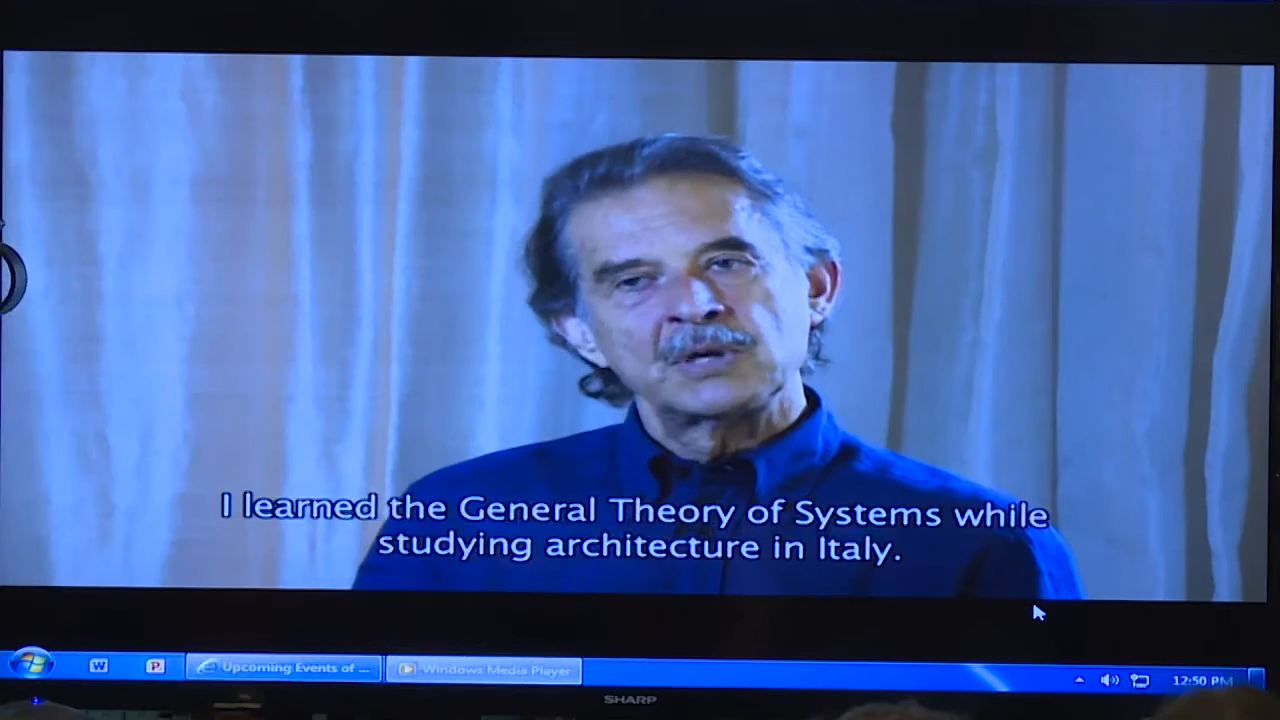 I learned the General Theory of Systems while
studying architecture in Italy.
W
P
Upcoming Events of ...
Windows Media Player
12:50 PM
SHARP